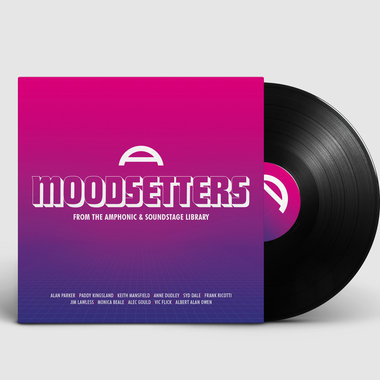 MOODSETTERS
FROM THE AMPHONIC & SOUNDSTAGE LIBRARY
ALAN PARKER PADDY KINGSLAND KEITH MANSFIELD ANNE DUDLEY SYD DALE FRANK RICOTTI
JIM LAWLESS MONICA BEALE ALEC GOULD VIC FLICK ALBERT ALAN OWEN